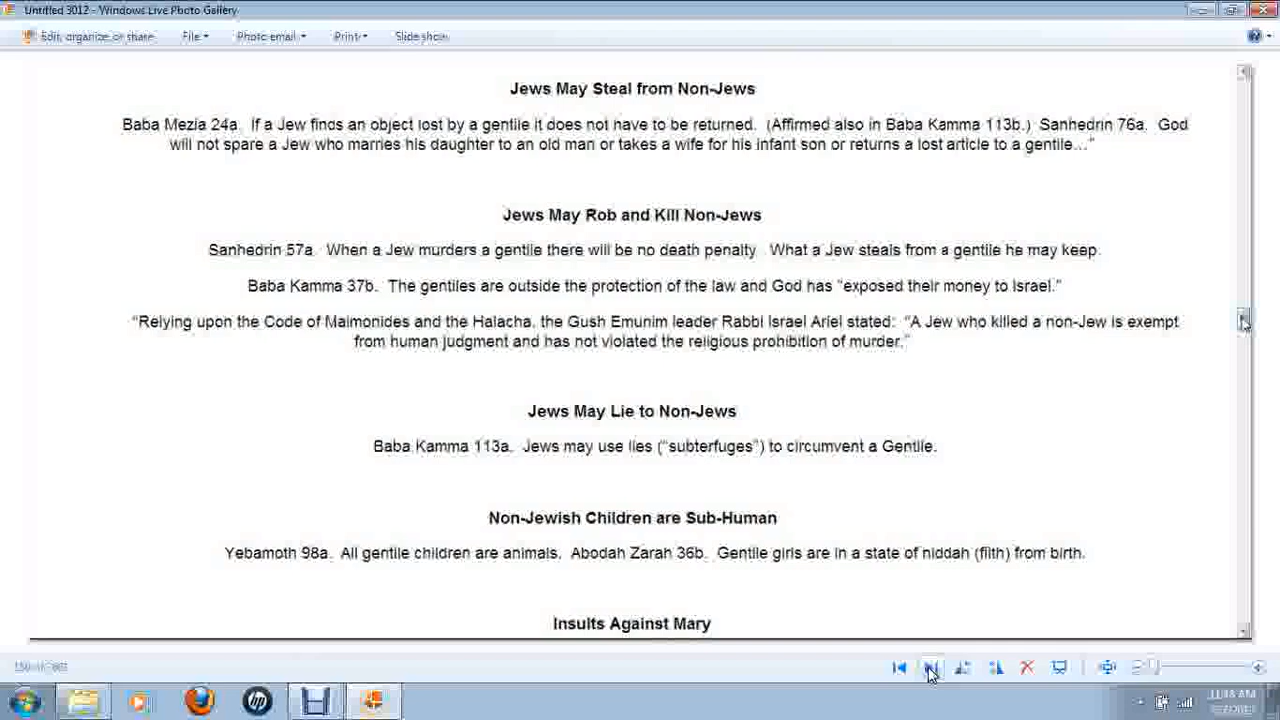 Untitled 3012 - Windows Live Photo Gallery
Edit, organize or share
File
Photo email
Print
Slide show
Jews May Steal from Non-Jews
Baba Mezia 24a. If a Jew finds an object lost by a gentile it does not have to be returned. (Affirmed also in Baba Kamma 113b.) Sanhedrin 76a. God
will not spare a Jew who marries his daughter to an old man or takes a wife for his infant son or returns a lost article to a gentile…"
Jews May Rob and Kill Non-Jews
Sanhedrin 57a. When a Jew murders a gentile there will be no death penalty. What a Jew steals from a gentile he may keep.
Baba Kamma 37b. The gentiles are outside the protection of the law and God has "exposed their money to Israel."
"Relying upon the Code of Maimonides and the Halacha, the Gush Emunim leader Rabbi Israel Ariel stated: "A Jew who killed a non-Jew is exempt
from human judgment and has not violated the religious prohibition of murder."
Jews May Lie to Non-Jews
Baba Kamma 113a. Jews may use lies ("subterfuges") to circumvent a Gentile.
Non-Jewish Children are Sub-Human
Yebamoth 98a. All gentile children are animals. Abodah Zarah 36b. Gentile girls are in a state of niddah (filth) from birth.
Insults Against Mary
hp
AM